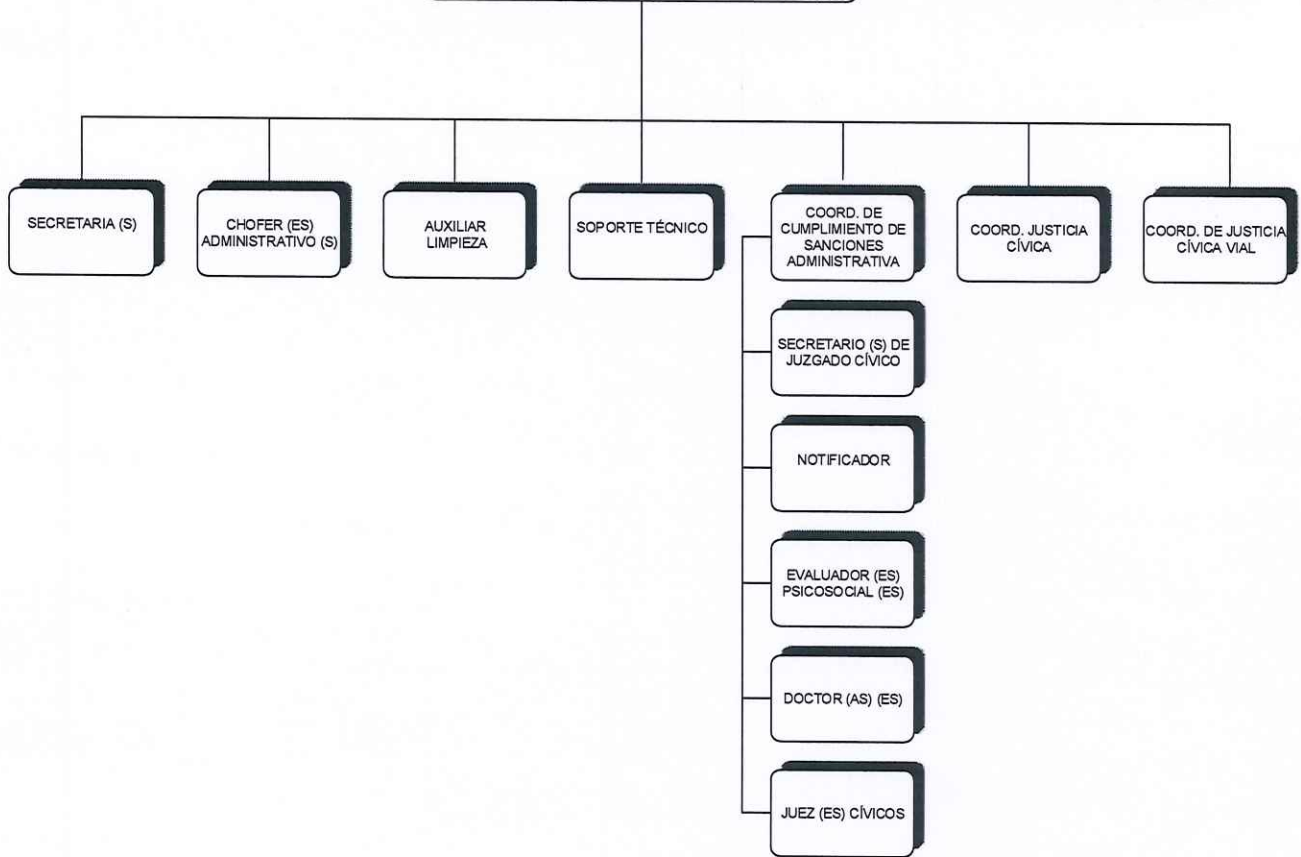 SECRETARIA (S)
CHOFER (ES)
ADMINISTRATIVO (S)
AUXILIAR
LIMPIEZA
SOPORTE TÉCNICO
COORD. DE
CUMPLIMIENTO DE
SANCIONES
ADMINISTRATIVA
COORD. JUSTICIA
CÍVICA
COORD. DE JUSTICIA
CÍVICA VIAL
SECRETARIO (S) DE
JUZGADO CÍVICO
NOTIFICADOR
EVALUADOR (ES)
PSICOSOCIAL (ES)
DOCTOR (AS) (ES)
JUEZ (ES) CÍVICOS